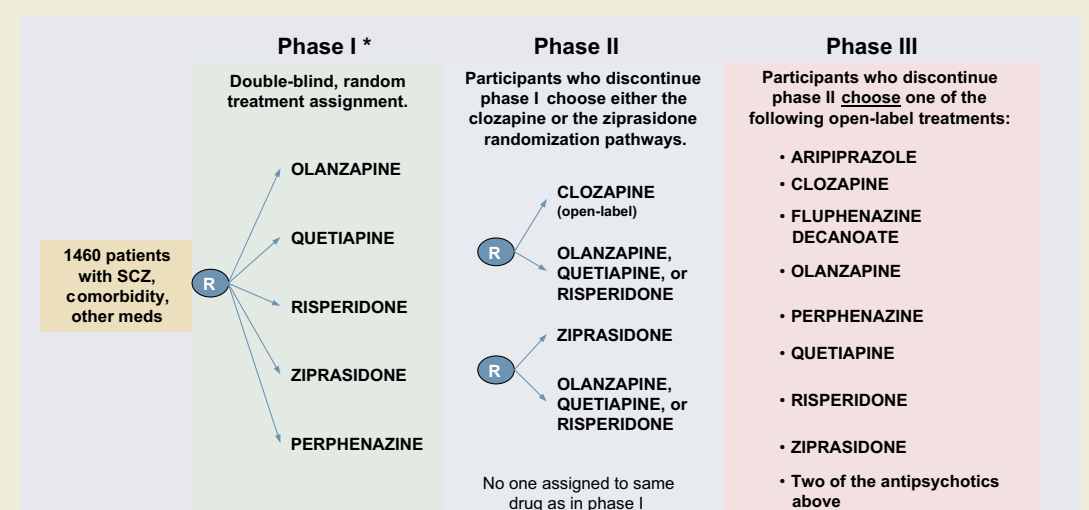 Phase I *
Double-blind, random
treatment assignment.
1460 patients
with SCZ,
comorbidity,
other meds
R
OLANZAPINE
QUETIAPINE
RISPERIDONE
ZIPRASIDONE
PERPHENAZINE
Phase II
Participants who discontinue
phase I choose either the
clozapine or the ziprasidone
randomization pathways.
R
CLOZAPINE
(open-label)
OLANZAPINE,
QUETIAPINE, or
RISPERIDONE
R
ZIPRASIDONE
OLANZAPINE,
QUETIAPINE, or
RISPERIDONE
No one assigned to same
drug as in phase I
Phase III
Participants who discontinue
phase II choose one of the
following open-label treatments:
• ARIPIPRAZOLE
• CLOZAPINE
• FLUPHENAZINE
DECANOATE
• OLANZAPINE
• PERPHENAZINE
• QUETIAPINE
• RISPERIDONE
• ZIPRASIDONE
• Two of the antipsychotics
above